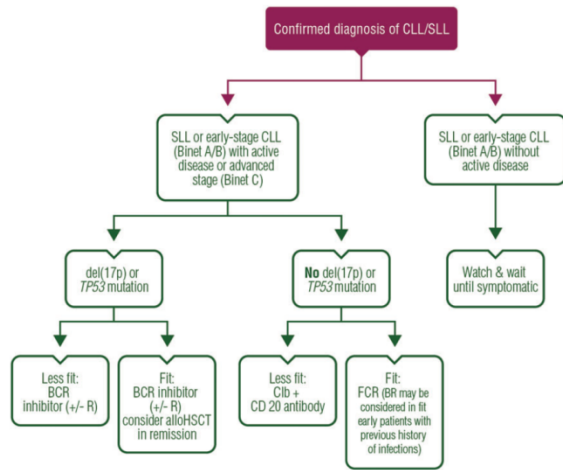 Confirmed diagnosis of CLL/SLL
SLL or early-stage CLL
(Binet A/B) with active
disease or advanced
stage (Binet C)
SLL or early-stage CLL
(Binet A/B) without
active disease
del(17p) or
TP53 mutation
No del(17p) or
TP53 mutation
Watch & wait
until symptomatic
Less fit:
BCR
inhibitor (+/- R)
Fit:
BCR inhibitor
(+/- R)
consider alloHSCT
in remission
Less fit:
Clb +
CD 20 antibody
Fit:
FCR (BR may be
considered in fit
early patients with
previous history
of infections)